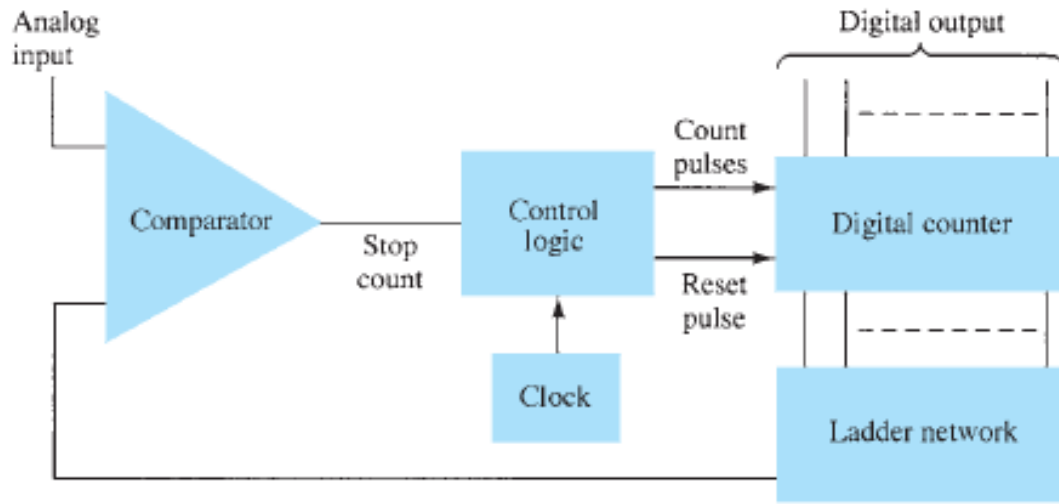 Analog
input
Digital output
Comparator
Stop
count
Control
logic
Count
pulses
Reset
pulse
Digital counter
Clock
Ladder network